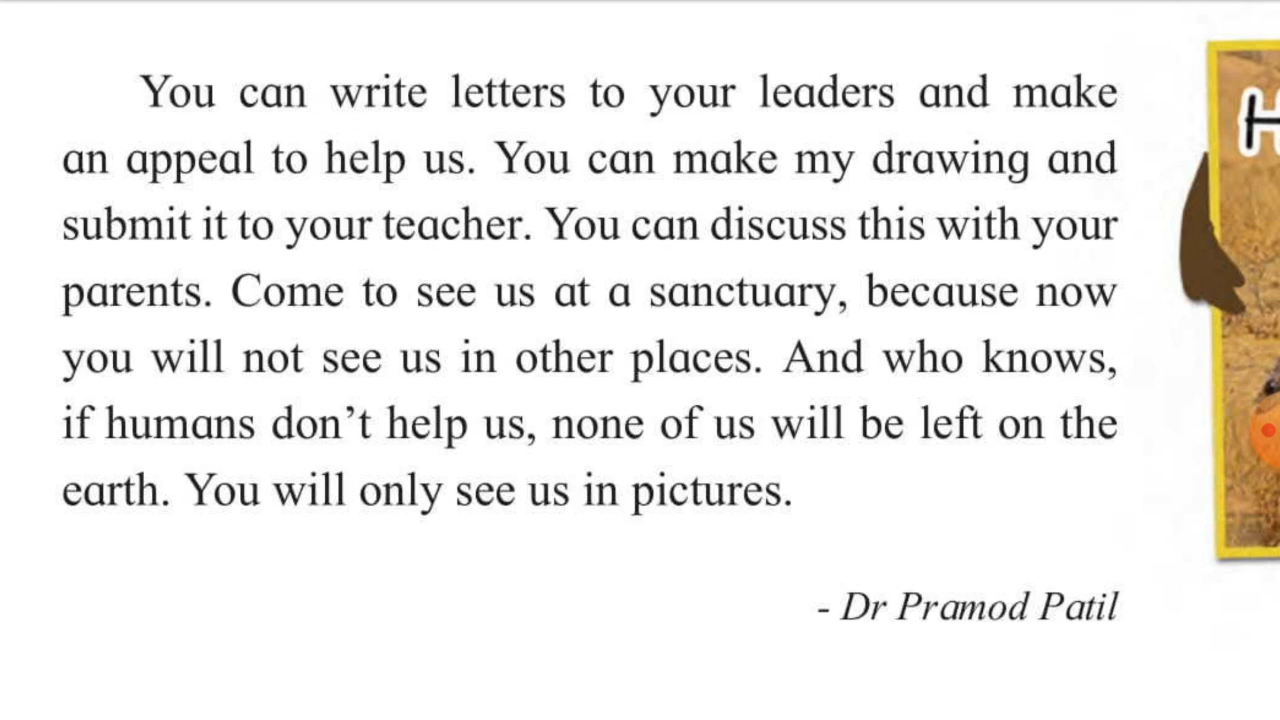 You can write letters to your leaders and make
an appeal to help us. You can make my drawing and
submit it to your teacher. You can discuss this with your
parents. Come to see us at a sanctuary, because now
you will not see us in other places. And who knows,
if humans don’t help us, none of us will be left on the
earth. You will only see us in pictures.
- Dr Pramod Patil